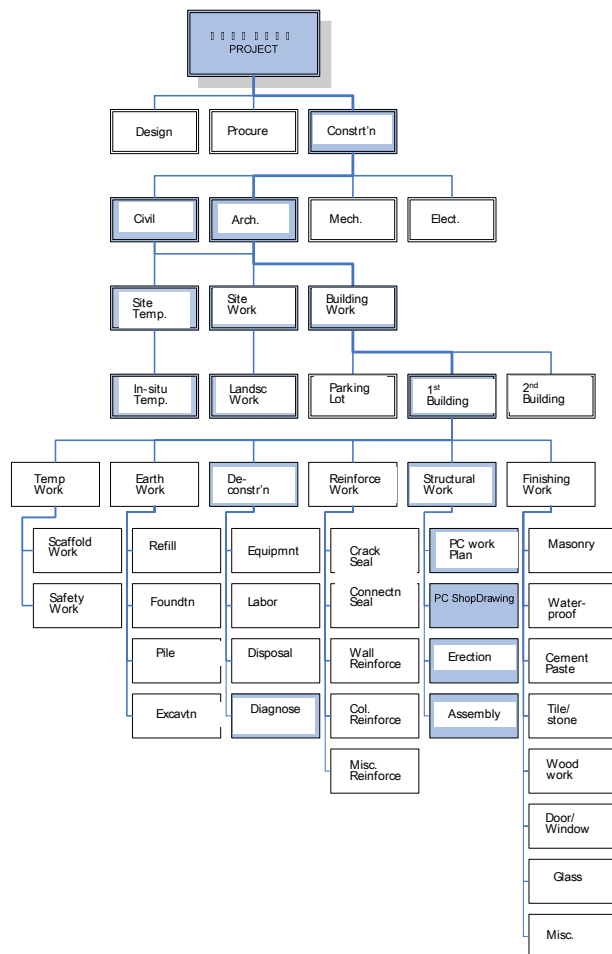 PROJECT
Design
Procure
Constrt'n
Civil
Arch.
Mech.
Elect.
Site
Temp.
Site
Work
Building
Work
In-situ
Temp.
Landsc
Work
Parking
Lot
1st
Building
2nd
Building
Temp
Work
Earth
Work
De-
constr'n
Reinforce
Work
Structural
Work
Finishing
Work
Scaffold
Work
Safety
Work
Refill
Foundtn
Pile
Excavtn
Equipmnt
Labor
Disposal
Diagnose
Crack
Seal
Connectn
Seal
Wall
Reinforce
Col.
Reinforce
Misc.
Reinforce
PC work
Plan
PC ShopDrawing
Erection
Assembly
Masonry
Water-
proof
Cement
Paste
Tile/
stone
Wood
work
Door/
Window
Glass
Misc.